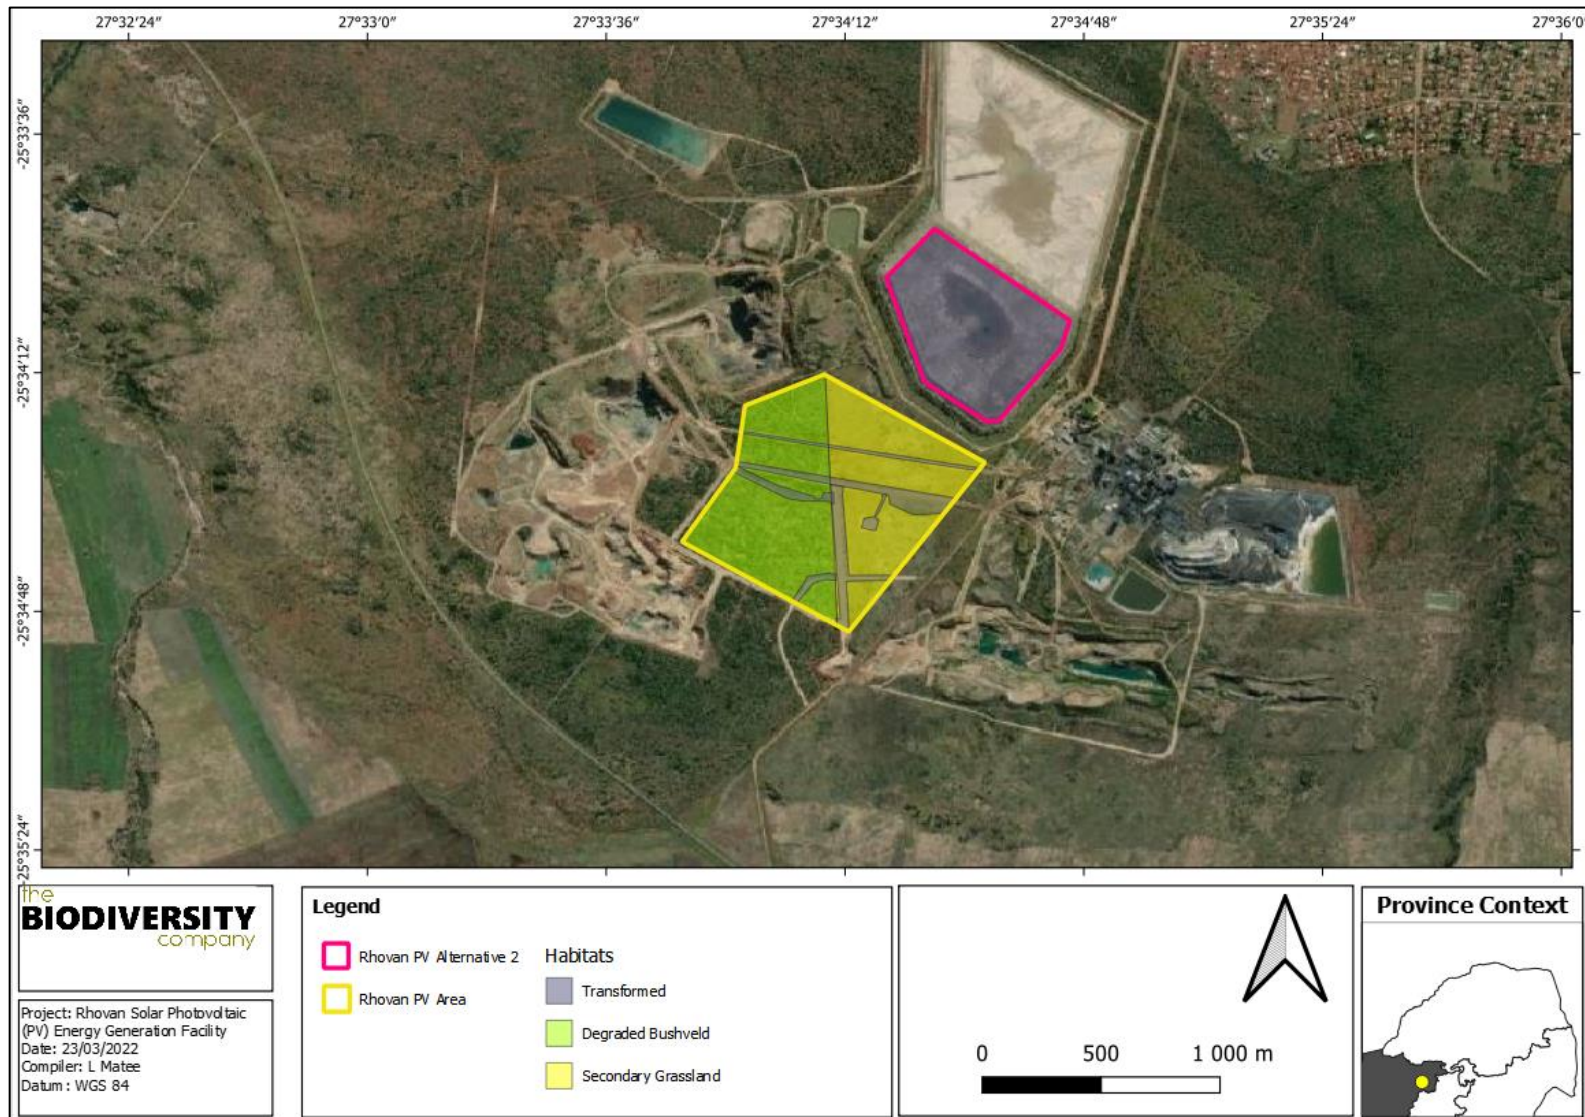 27°32′24″ 27°33′0″ 27°33′36″ 27°34′12″ 27°34′48″ 27°35′24″ 27°36′0
-25°33′36″
-25°34′12″
-25°34′48″
-25°35′24″
the
BIODIVERSITY
company
Project: Rhovan Solar Photovoltaic
(PV) Energy Generation Facility
Date: 23/03/2022
Compiler: L Matee
Datum : WGS 84
Legend
Rhovan PV Alternative 2
Rhovan PV Area
Habitats
Transformed
Degraded Bushveld
Secondary Grassland
0 500 1 000 m
Province Context